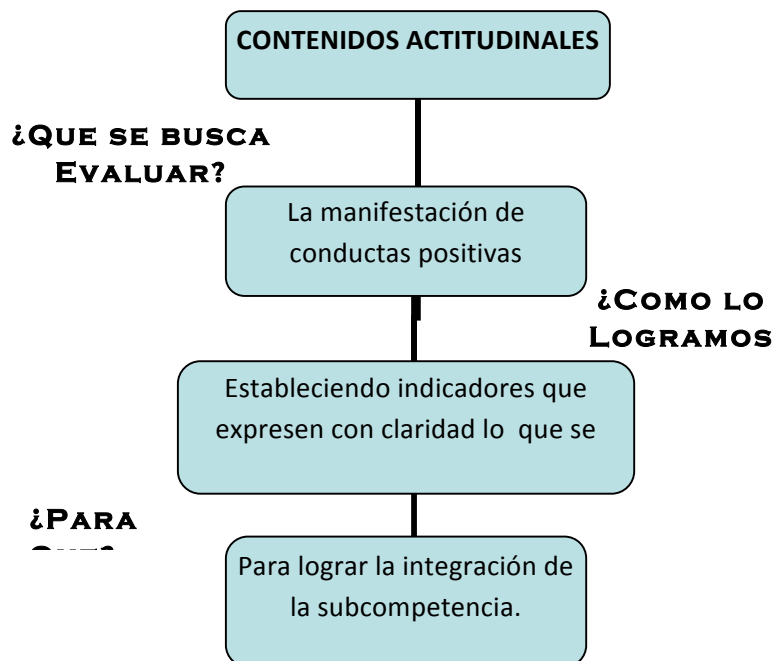 CONTENIDOS ACTITUDINALES
¿QUE SE BUSCA
EVALUAR?
La manifestación de
conductas positivas
¿COMO LO
LOGRAMOS
Estableciendo indicadores que
expresen con claridad lo que se
¿PARA
Para lograr la integración de
la subcompetencia.